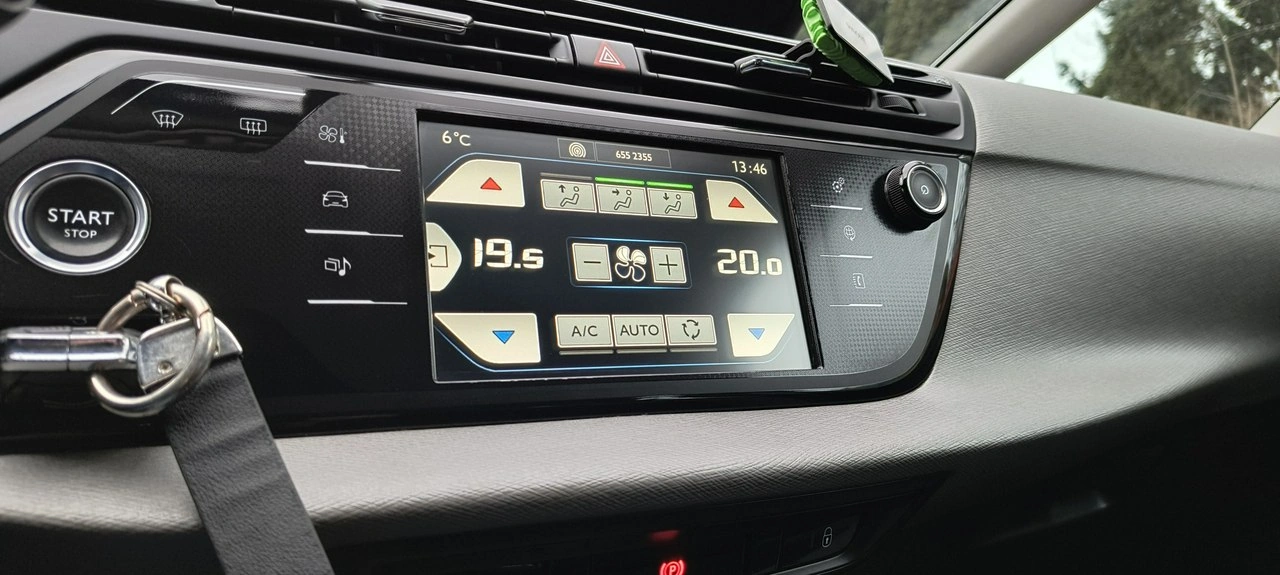 6°C
655 2355
13:46
START
STOP
19.5
20.0
A/C
AUTO
P